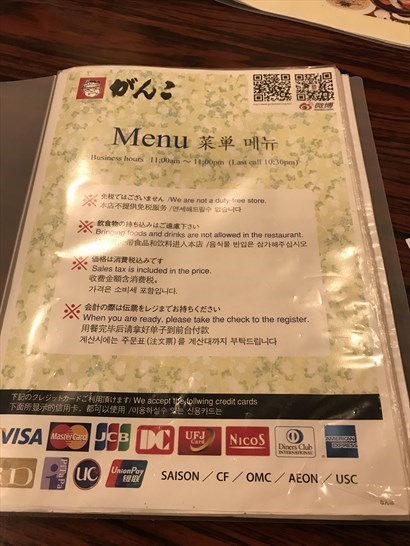 がんこ
微博
Menu 菜単 메뉴
Business hours 11:00am ～ 11:00pm (Last call 10:30pm)
※ 免税ではございません /We are not a duty-free store.
本店不提供免税服务 /면세해드릴수 없습니다
※ 飲食物の持ち込みはご遠慮下さい
Bringing foods and drinks are not allowed in the restaurant.
带食品和饮料进入本店 /음식물 반입은 삼가해주십시오
※ 価格は消費税込みです
Sales tax is included in the price.
收费金额含消费税。
가격은 소비세 포함입니다.
※ 会計の際は伝票をレジまでお持ちください
When you are ready, please take the check to the register.
用餐完毕后请拿好单子到前台付款
계산시에는 주문표 (注文票) 를 계산대까지 부탁드립니다
下記のクレジットカードご利用頂けます/ We accept the follwing credit cards
下面所显示的信用卡，都可以使用 /이용하실수 있는 신용카드는
VISA MasterCard JCB DC UFJ Card NICOS Diners Club INTERNATIONAL AMERICAN EXPRESS
iD PiTaPa UC UnionPay 银联 SAISON／CF／OMC／AEON／USC